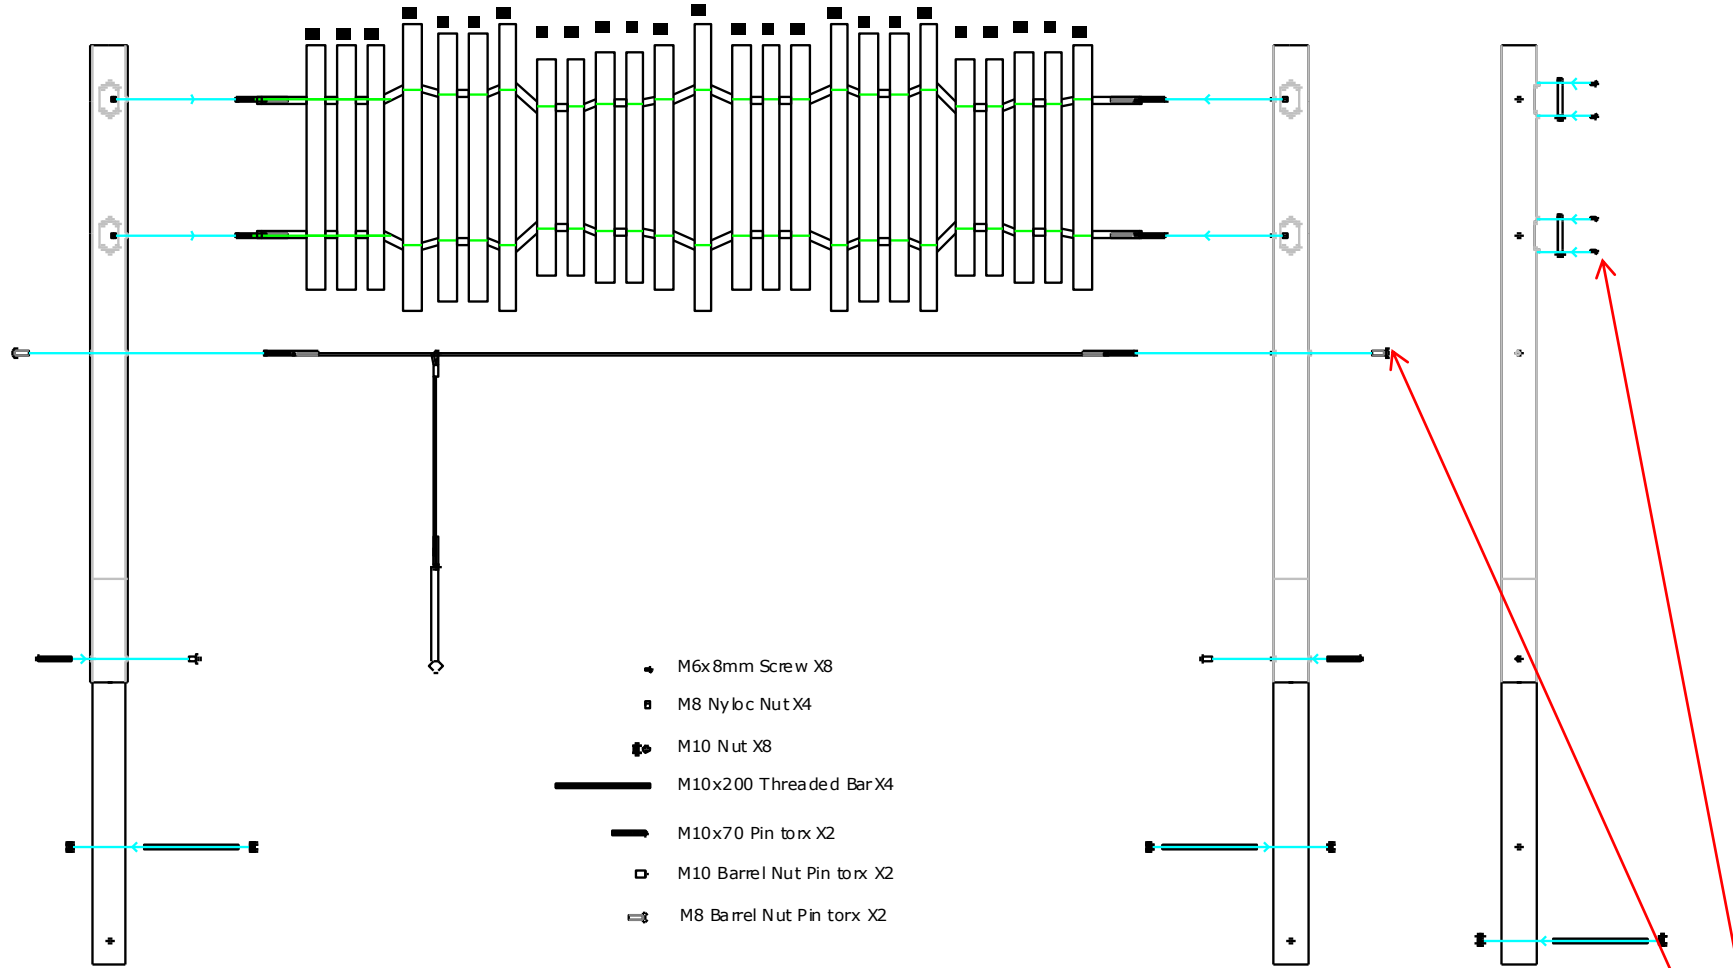 M6x8mm Screw X8
M8 Nyloc Nut X4
M10 Nut X8
M10x200 Threaded Bar X4
M10x70 Pin torx X2
M10 Barrel Nut Pin torx X2
M8 Barrel Nut Pin torx X2